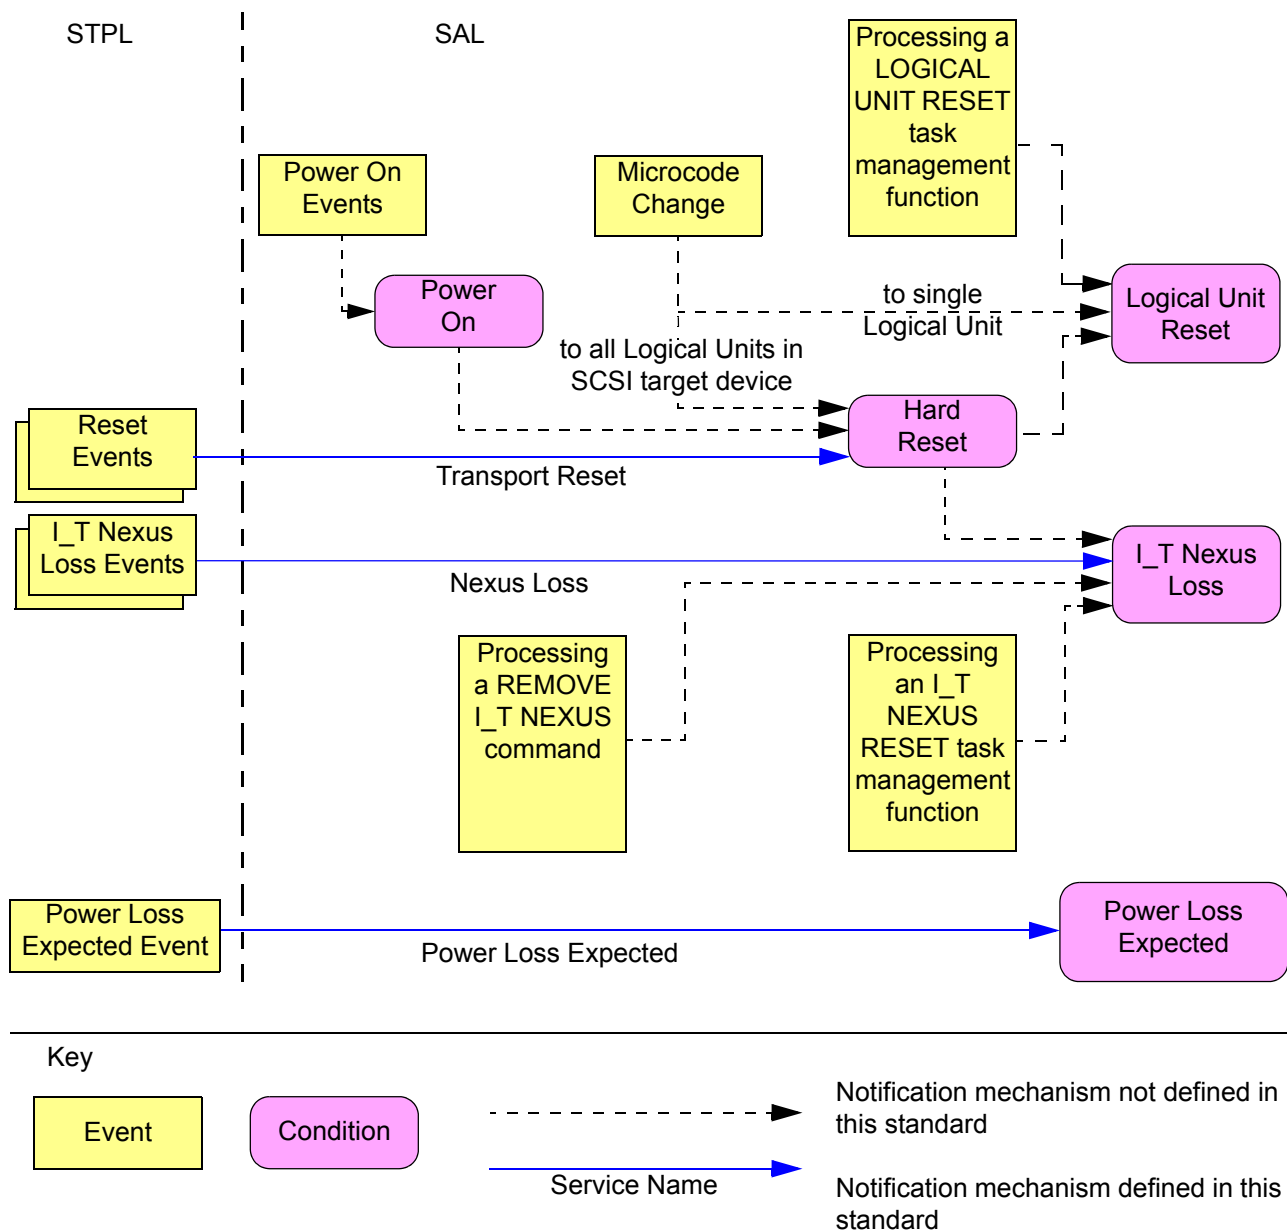 STPL
SAL
Processing a
LOGICAL
UNIT RESET
task
management
function
Power On
Events
Microcode
Change
Power
On
to single
Logical Unit
Logical Unit
Reset
to all Logical Units in
SCSI target device
Hard
Reset
Reset
Events
Transport Reset
I_T Nexus
Loss Events
Nexus Loss
I_T Nexus
Loss
Processing
a REMOVE
I_T NEXUS
command
Processing
an I_T
NEXUS
RESET task
management
function
Power Loss
Expected Event
Power Loss Expected
Power Loss
Expected
Key
Event
Condition
Notification mechanism not defined in
this standard
Service Name
Notification mechanism defined in this
standard